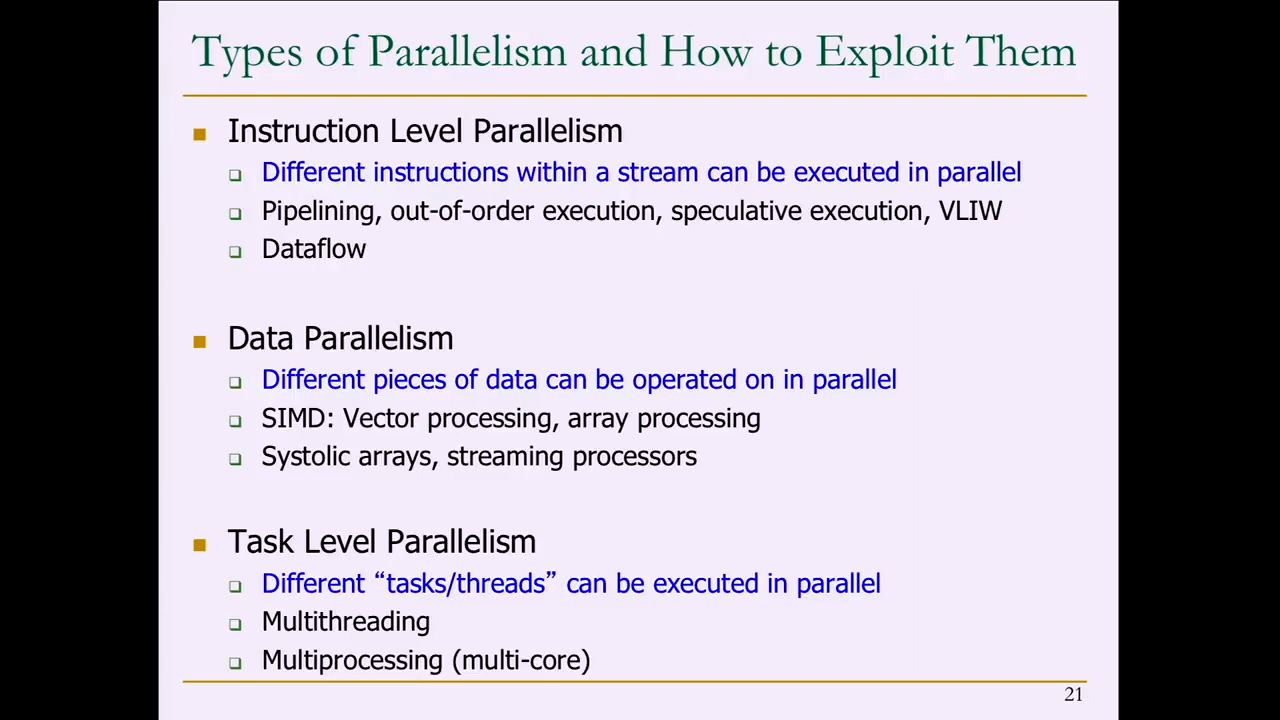 Types of Parallelism and How to Exploit Them
Instruction Level Parallelism
Different instructions within a stream can be executed in parallel
Pipelining, out-of-order execution, speculative execution, VLIW
Dataflow
Data Parallelism
Different pieces of data can be operated on in parallel
SIMD: Vector processing, array processing
Systolic arrays, streaming processors
Task Level Parallelism
Different “tasks/threads” can be executed in parallel
Multithreading
Multiprocessing (multi-core)
21